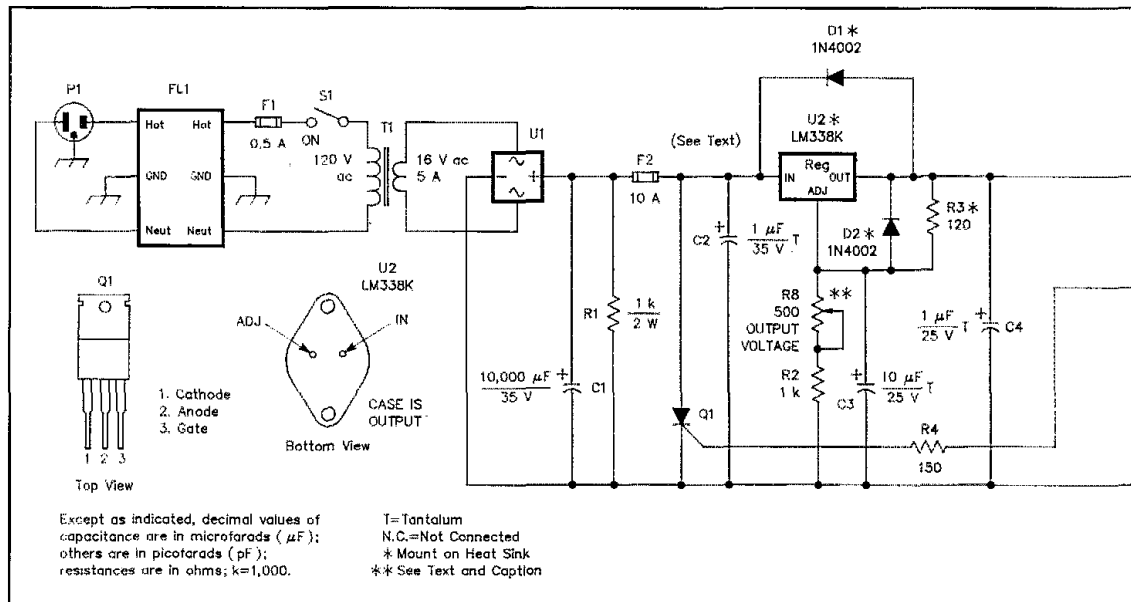 D1*
1N4002
P1
FL1
Hot
Hot
F1
0.5 A
S1
ON
T1
120 V
ac
16 V ac
5 A
U1
~
~
-
+
GND
GND
Neut
Neut
F2
10 A
(See Text)
U2*
LM338K
Reg
IN
OUT
ADJ
R3*
120
D2*
1N4002
C2
+
1 µF
35 V
T
Q1
U2
LM338K
ADJ
IN
CASE IS
OUTPUT
Bottom View
1. Cathode
2. Anode
3. Gate
1 2 3
Top View
R1
1 k
2 W
10,000 µF
35 V
+
C1
Q1
R8
500
OUTPUT
VOLTAGE
**
R2
1 k
C3
+
10 µF
25 V
T
1 µF
25 V
T
+
C4
R4
150
Except as indicated, decimal values of
capacitance are in microfarads (µF);
others are in picofarads (pF);
resistances are in ohms; k=1,000.
T=Tantalum
N.C.=Not Connected
* Mount on Heat Sink
** See Text and Caption